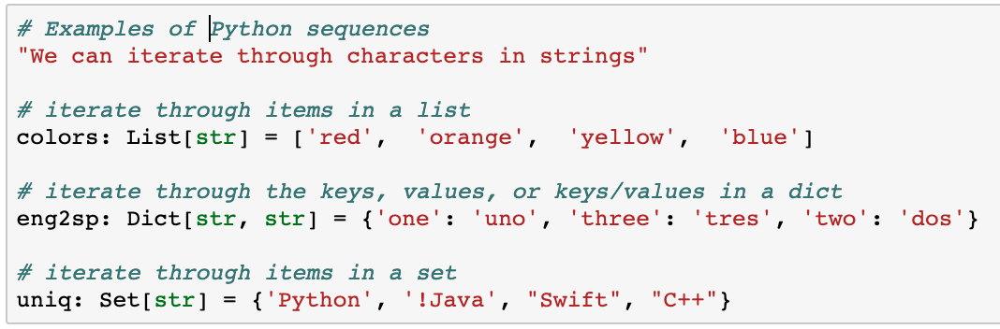 # Examples of Python sequences
"We can iterate through characters in strings"
# iterate through items in a list
colors: List[str] = ['red',  'orange',  'yellow',  'blue']
# iterate through the keys, values, or keys/values in a dict
eng2sp: Dict[str, str] = {'one': 'uno', 'three': 'tres', 'two': 'dos'}
# iterate through items in a set
uniq: Set[str] = {'Python', '!Java', "Swift", "C++"}